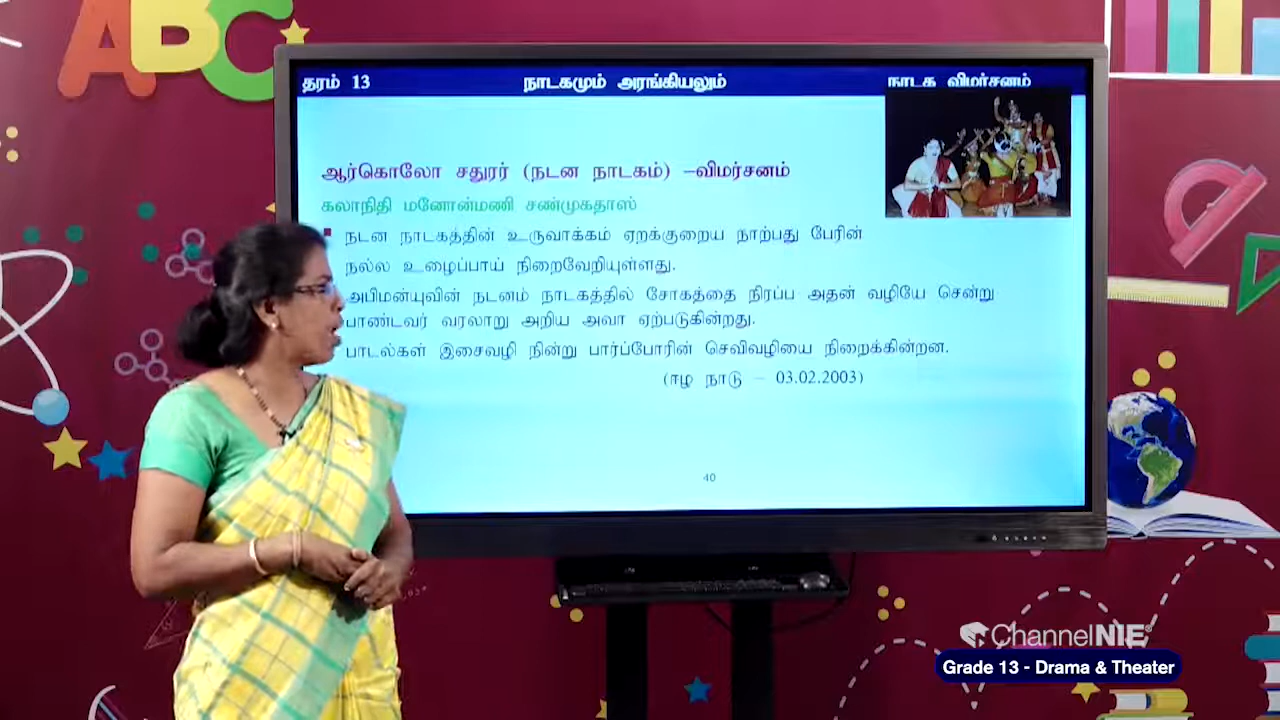 ABC
தரம் 13 நாடகமும் அரங்கியலும் நாடக விமர்சனம்
ஆர்கொலோ சதுரர் (நடன நாடகம்) –விமர்சனம்
கலாநிதி மனோன்மணி சண்முகதாஸ்
நடன நாடகத்தின் உருவாக்கம் ஏறக்குறைய நாற்பது பேரின்
நல்ல உழைப்பாய் நிறைவேறியுள்ளது.
அபிமன்யுவின் நடனம் நாடகத்தில் சோகத்தை நிரப்ப அதன் வழியே சென்று
பாண்டவர் வரலாறு அறிய அவா ஏற்படுகின்றது.
பாடல்கள் இசைவழி நின்று பார்ப்போரின் செவிவழியை நிறைக்கின்றன.
(ஈழ நாடு – 03.02.2003)
40
ChannelNIE
Grade 13 - Drama & Theater